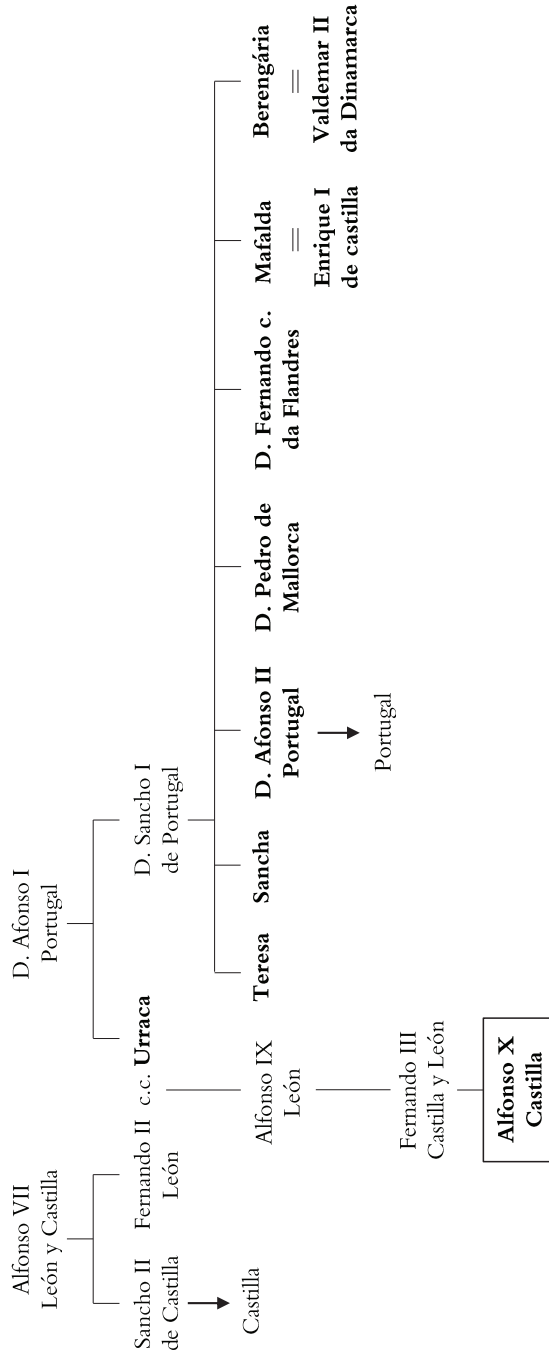 Alfonso VII
León y Castilla
D. Afonso I
Portugal
Sancho II
de Castilla
Fernando II
León
c.c. Urraca
D. Sancho I
de Portugal
Castilla
Alfonso IX
León
Teresa
Sancha
D. Afonso II
Portugal
D. Pedro de
Mallorca
D. Fernando c.
da Flandres
Mafalda
=
Enrique I
de castilla
Berengária
=
Valdemar II
da Dinamarca
Fernando III
Castilla y León
Portugal
Alfonso X
Castilla